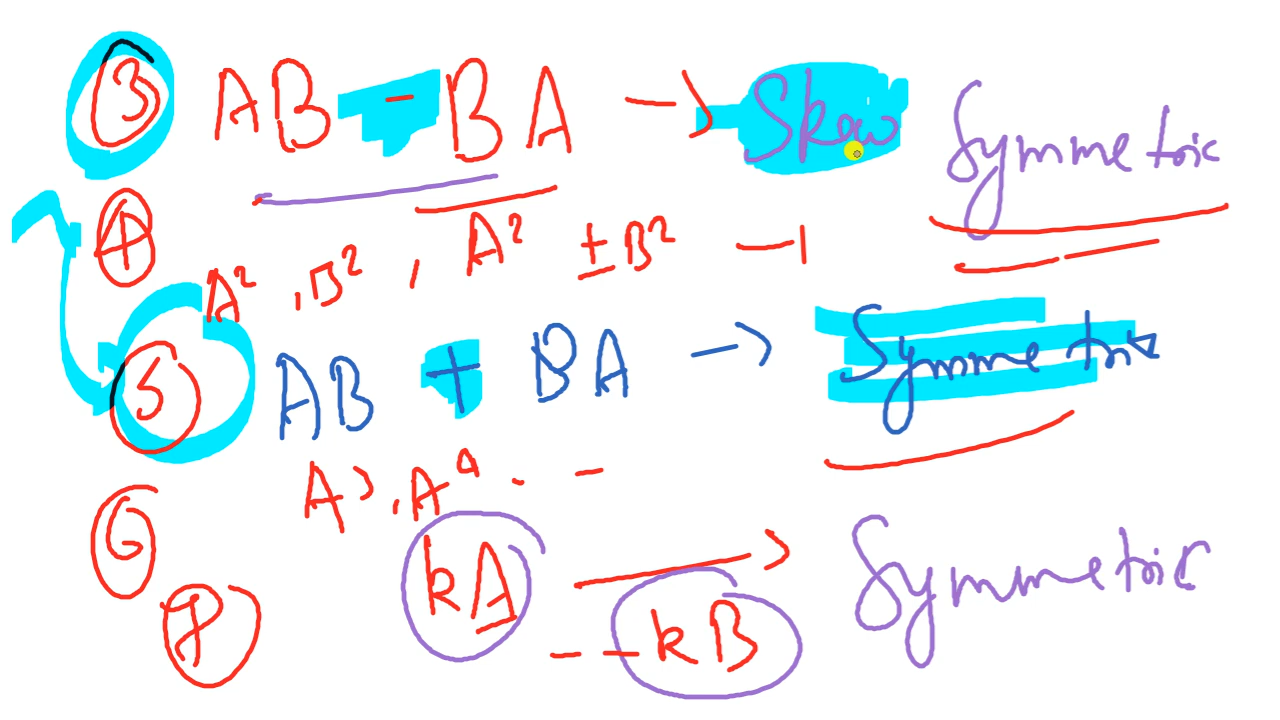 ③ AB - BA → Skew Symmetric
④ A², B², A² ± B² —
⑤ AB + BA → Symmetric
⑥ A³, A⁴ . -
⑦ kA → - - kB Symmetric